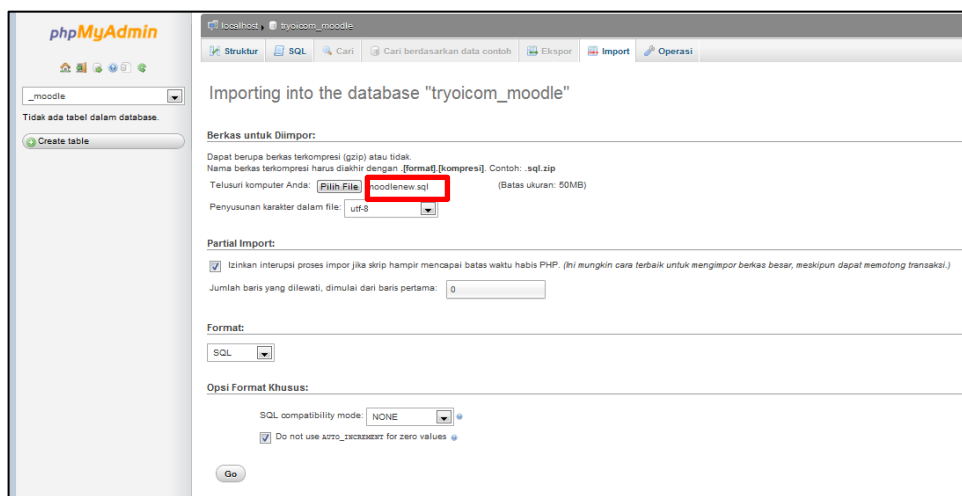 phpMyAdmin
_moodle
Tidak ada tabel dalam database.
Create table
localhost tryoicom_moodle
Struktur SQL Cari Cari berdasarkan data contoh Ekspor Import Operasi
Importing into the database "tryoicom_moodle"
Berkas untuk Diimpor:
Dapat berupa berkas terkompresi (gzip) atau tidak.
Nama berkas terkompresi harus diakhir dengan .[format].[kompresi]. Contoh: .sql.zip
Telusuri komputer Anda: Pilih File moodlenew.sql (Batas ukuran: 50MB)
Penyusunan karakter dalam file: utf-8
Partial Import:
Izinkan interupsi proses impor jika skrip hampir mencapai batas waktu habis PHP. (Ini mungkin cara terbaik untuk mengimpor berkas besar, meskipun dapat memotong transaksi.)
Jumlah baris yang dilewati, dimulai dari baris pertama: 0
Format:
SQL
Opsi Format Khusus:
SQL compatibility mode: NONE
Do not use AUTO_INCREMENT for zero values
Go